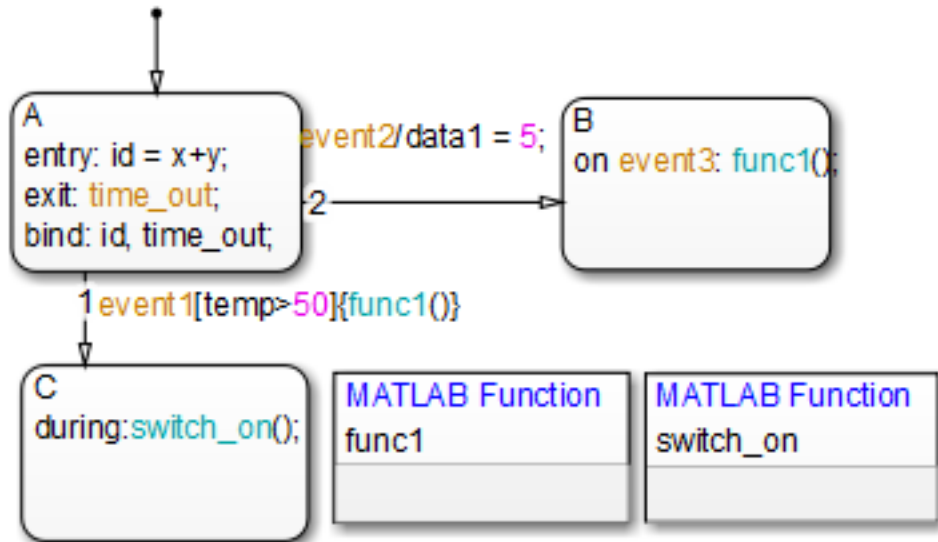 A
entry: id = x+y;
exit: time_out;
bind: id, time_out;
event2/data1 = 5;
2
B
on event3: func1();
1
event1[temp>50]{func1()}
C
during:switch_on();
MATLAB Function
func1
MATLAB Function
switch_on